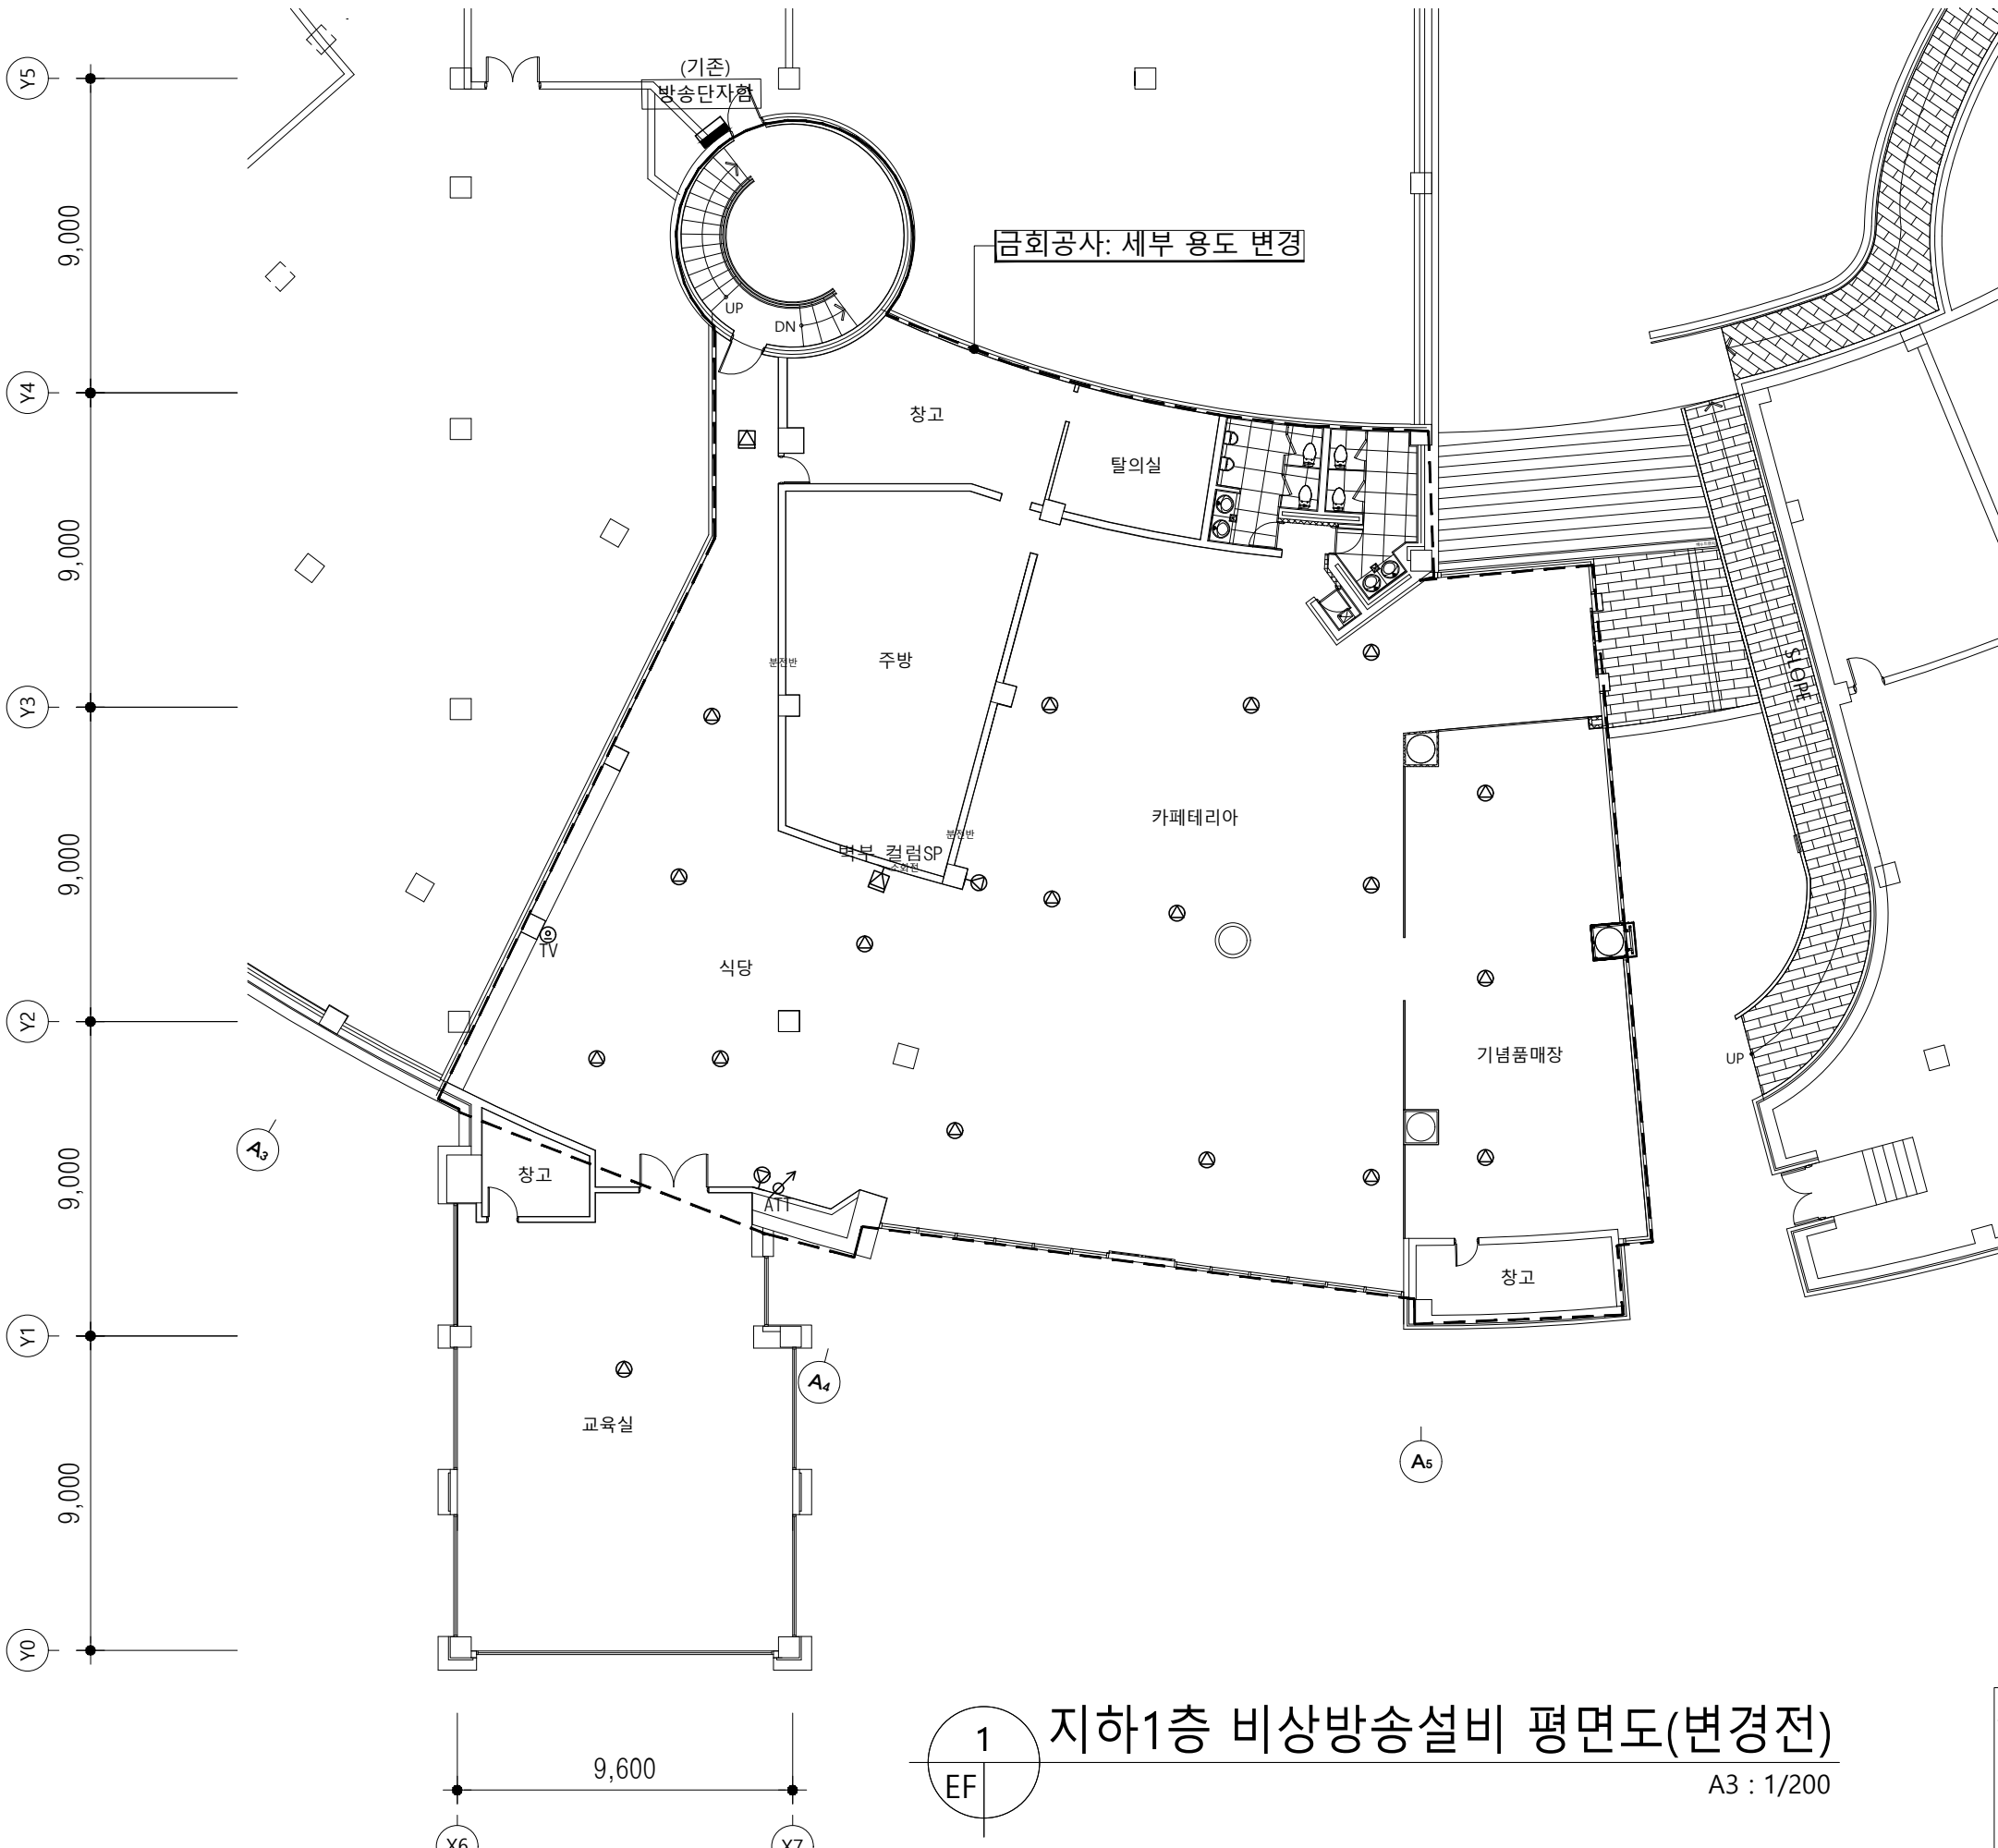 (기존)
방송단자함
Y5
9,000
금회공사: 세부 용도 변경
UP
DN
Y4
창고
탈의실
9,000
분전반
주방
SLOPE
Y3
카페테리아
분전반
벽부 컬럼SP
소화전
9,000
TV
식당
Y2
기념품매장
UP
A3
창고
ATT
9,000
창고
Y1
A4
교육실
A5
9,000
Y0
1
EF
지하1층 비상방송설비 평면도(변경전)
A3 : 1/200
9,600
X6
X7